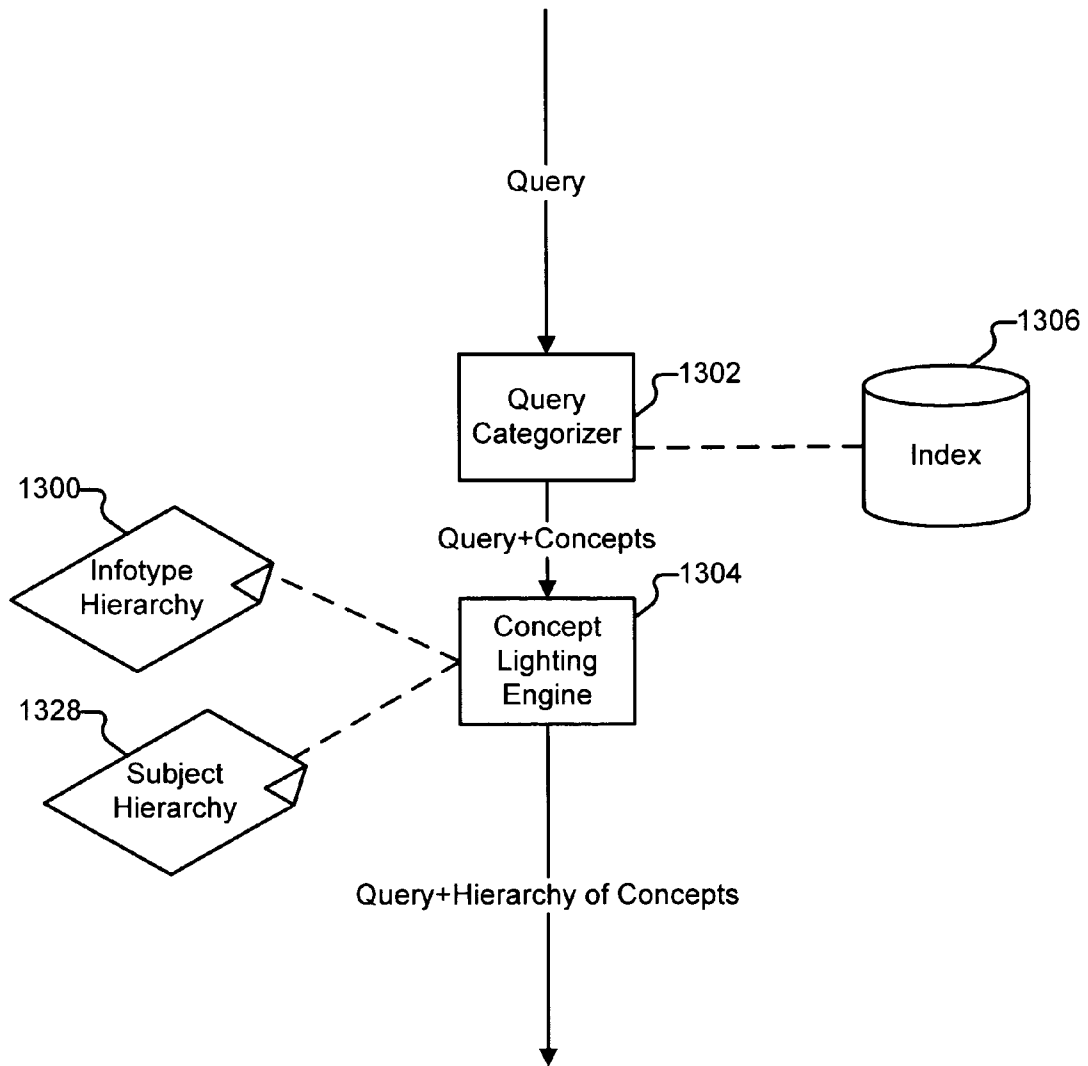 Query
1306
1302
Query
Categorizer
Index
1300
Query+Concepts
Infotype
Hierarchy
1304
Concept
Lighting
Engine
1328
Subject
Hierarchy
Query+Hierarchy of Concepts